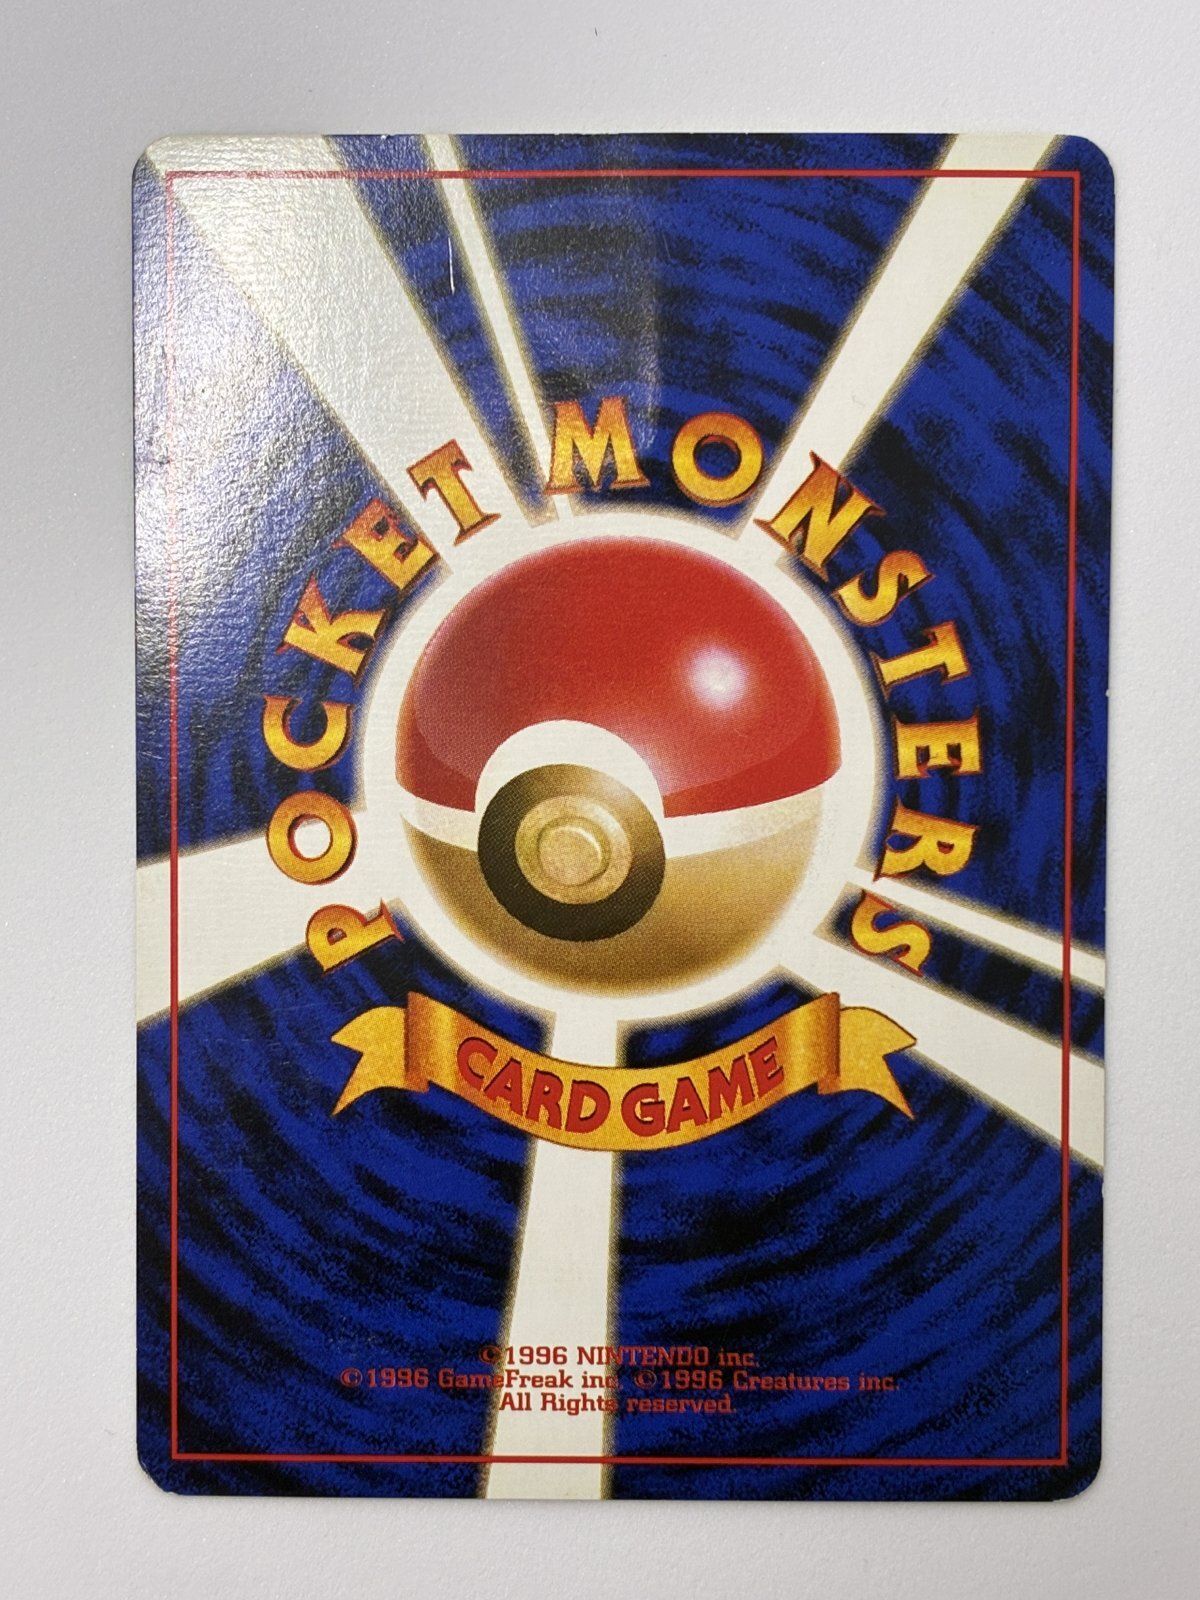 POCKET MONSTERS
CARD GAME
©1996 NINTENDO inc.
©1996 GameFreak inc. ©1996 Creatures inc.
All Rights reserved.